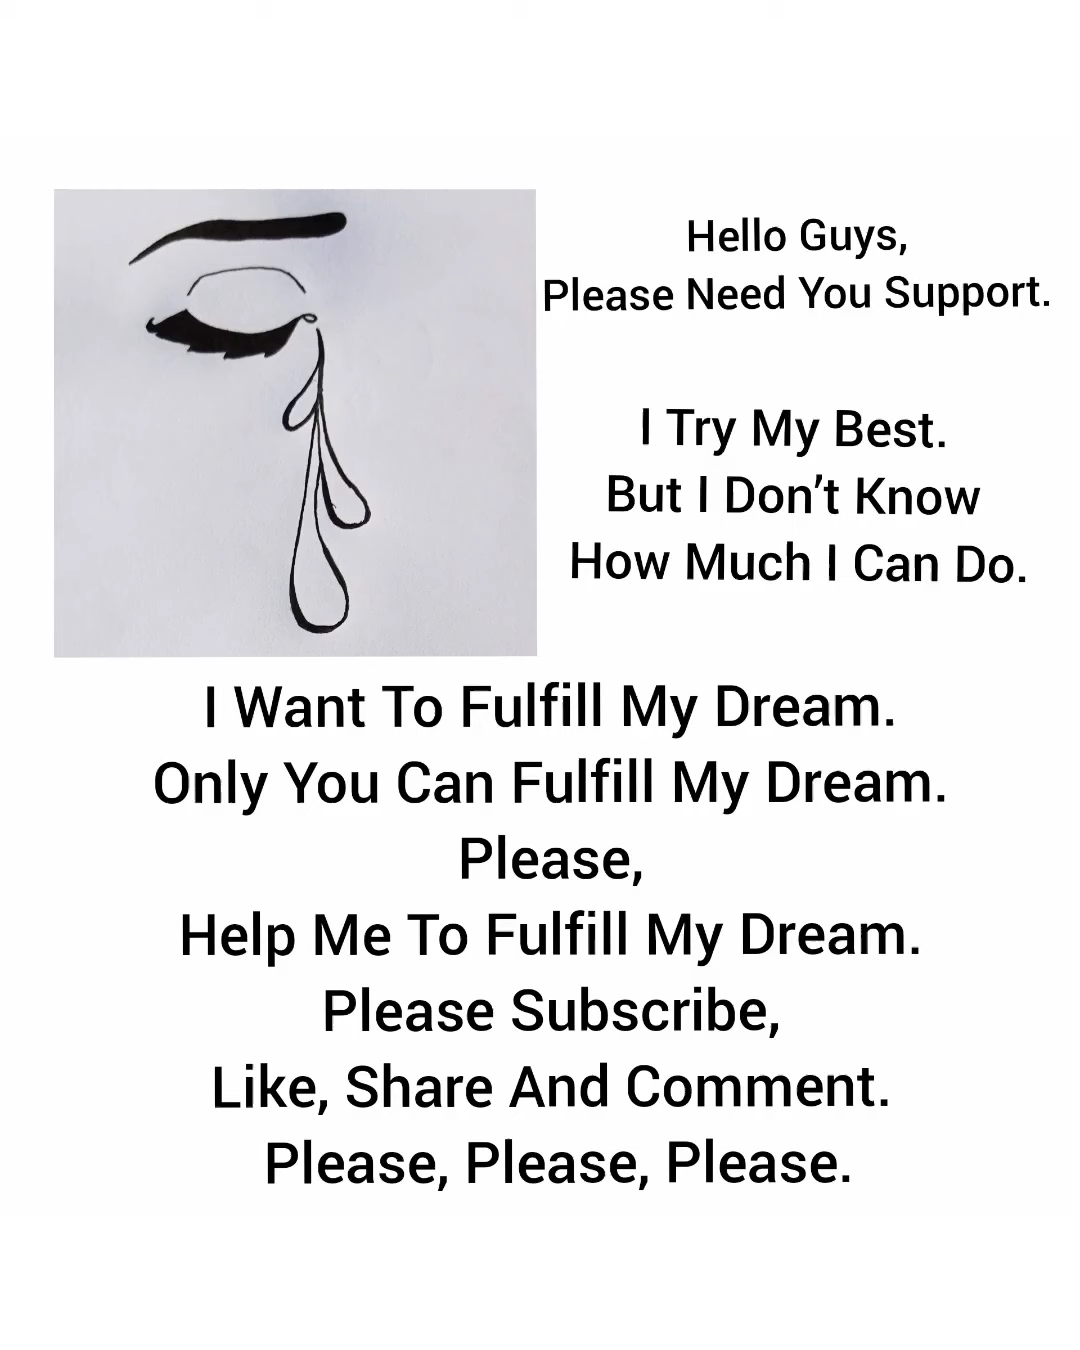 Hello Guys,
Please Need You Support.
I Try My Best.
But I Don't Know
How Much I Can Do.
I Want To Fulfill My Dream.
Only You Can Fulfill My Dream.
Please,
Help Me To Fulfill My Dream.
Please Subscribe,
Like, Share And Comment.
Please, Please, Please.